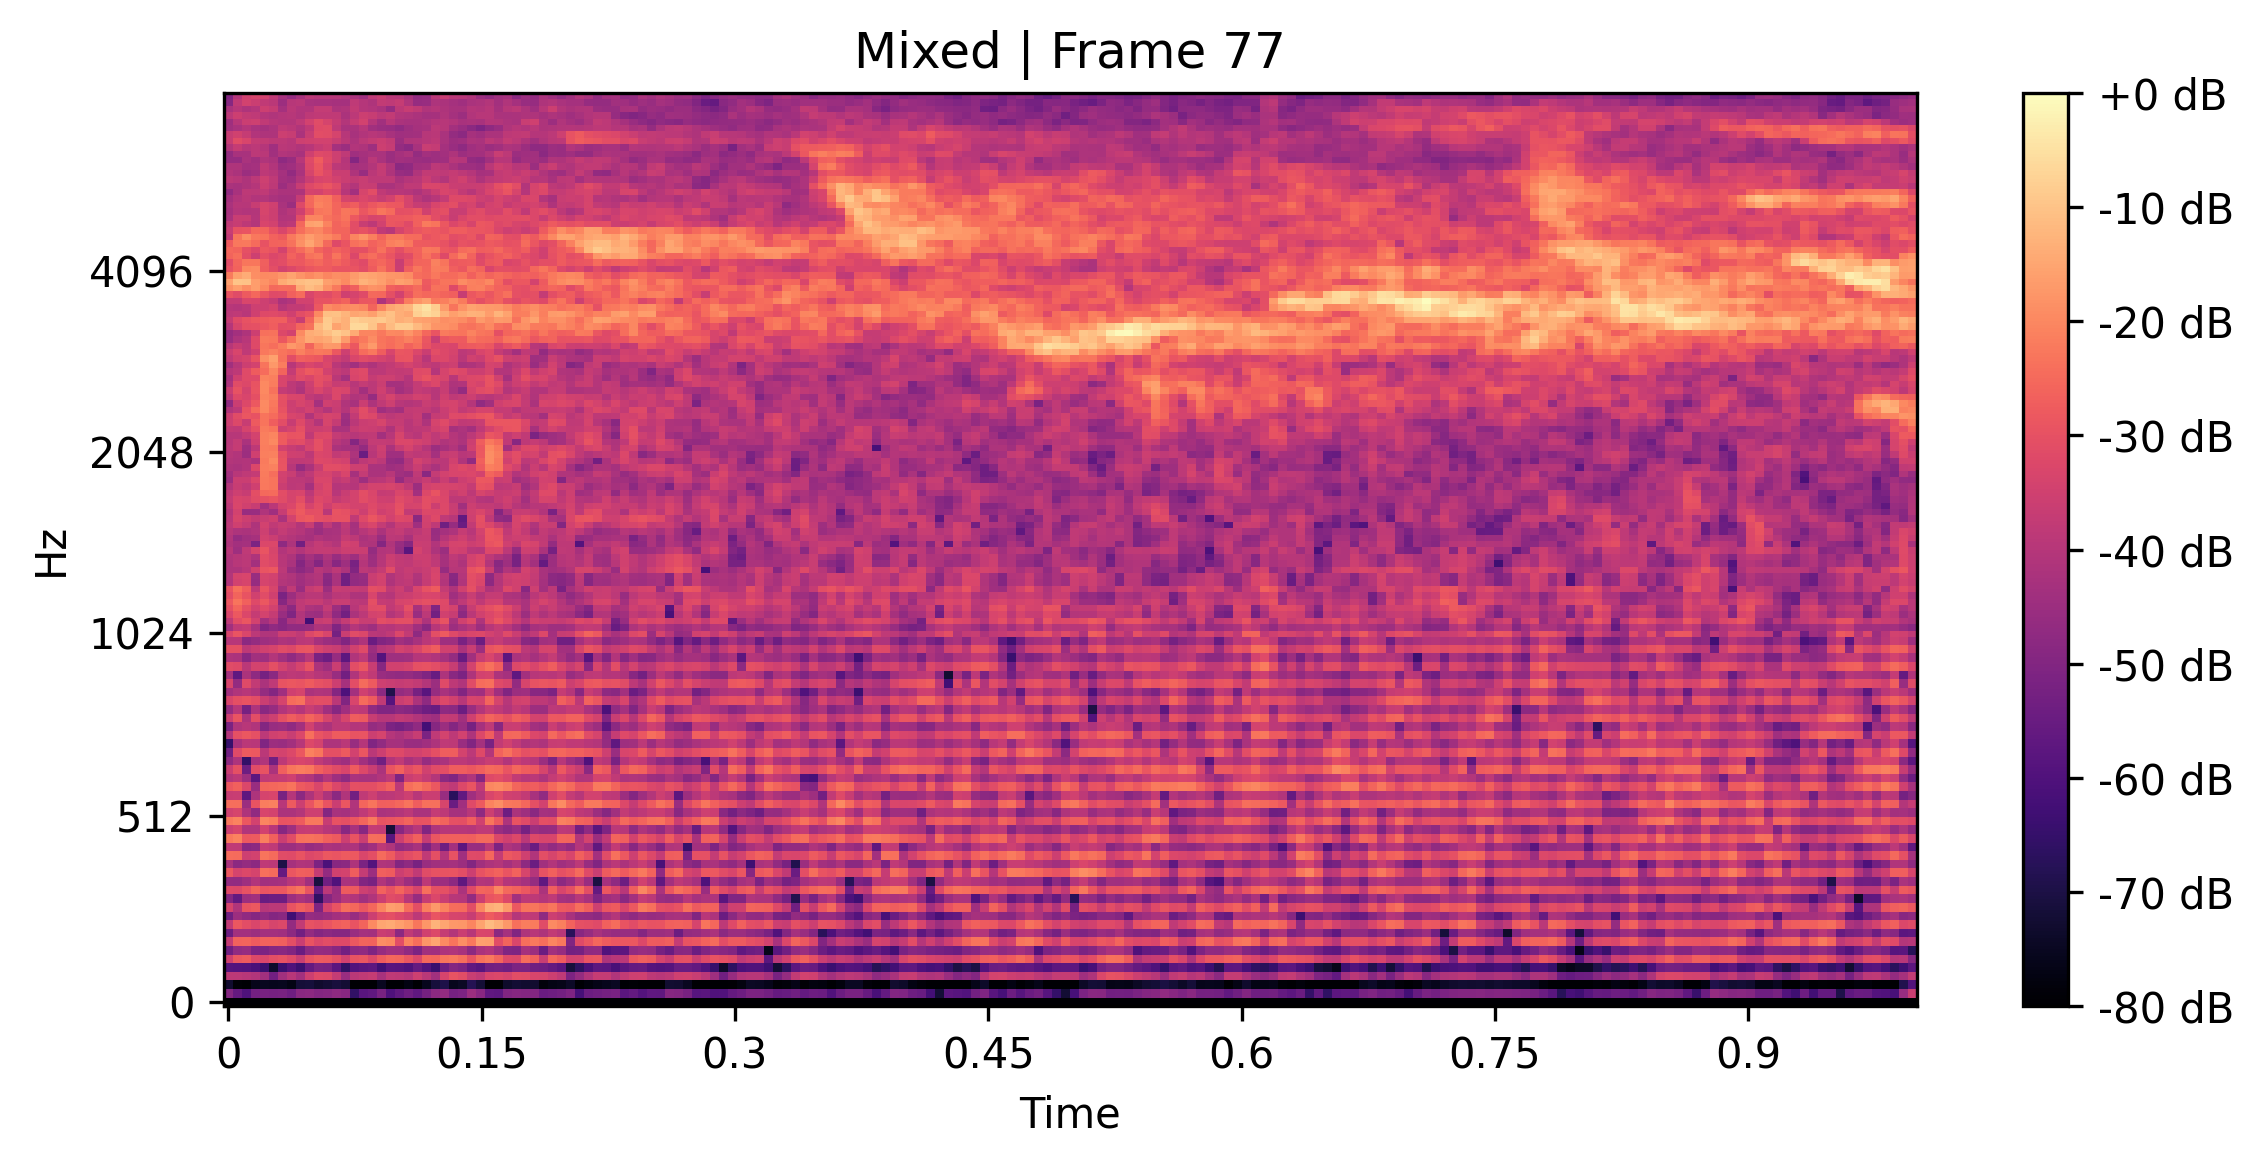 Mixed | Frame 77
Hz
4096
2048
1024
512
0
0
0.15
0.3
0.45
0.6
0.75
0.9
Time
+0 dB
-10 dB
-20 dB
-30 dB
-40 dB
-50 dB
-60 dB
-70 dB
-80 dB